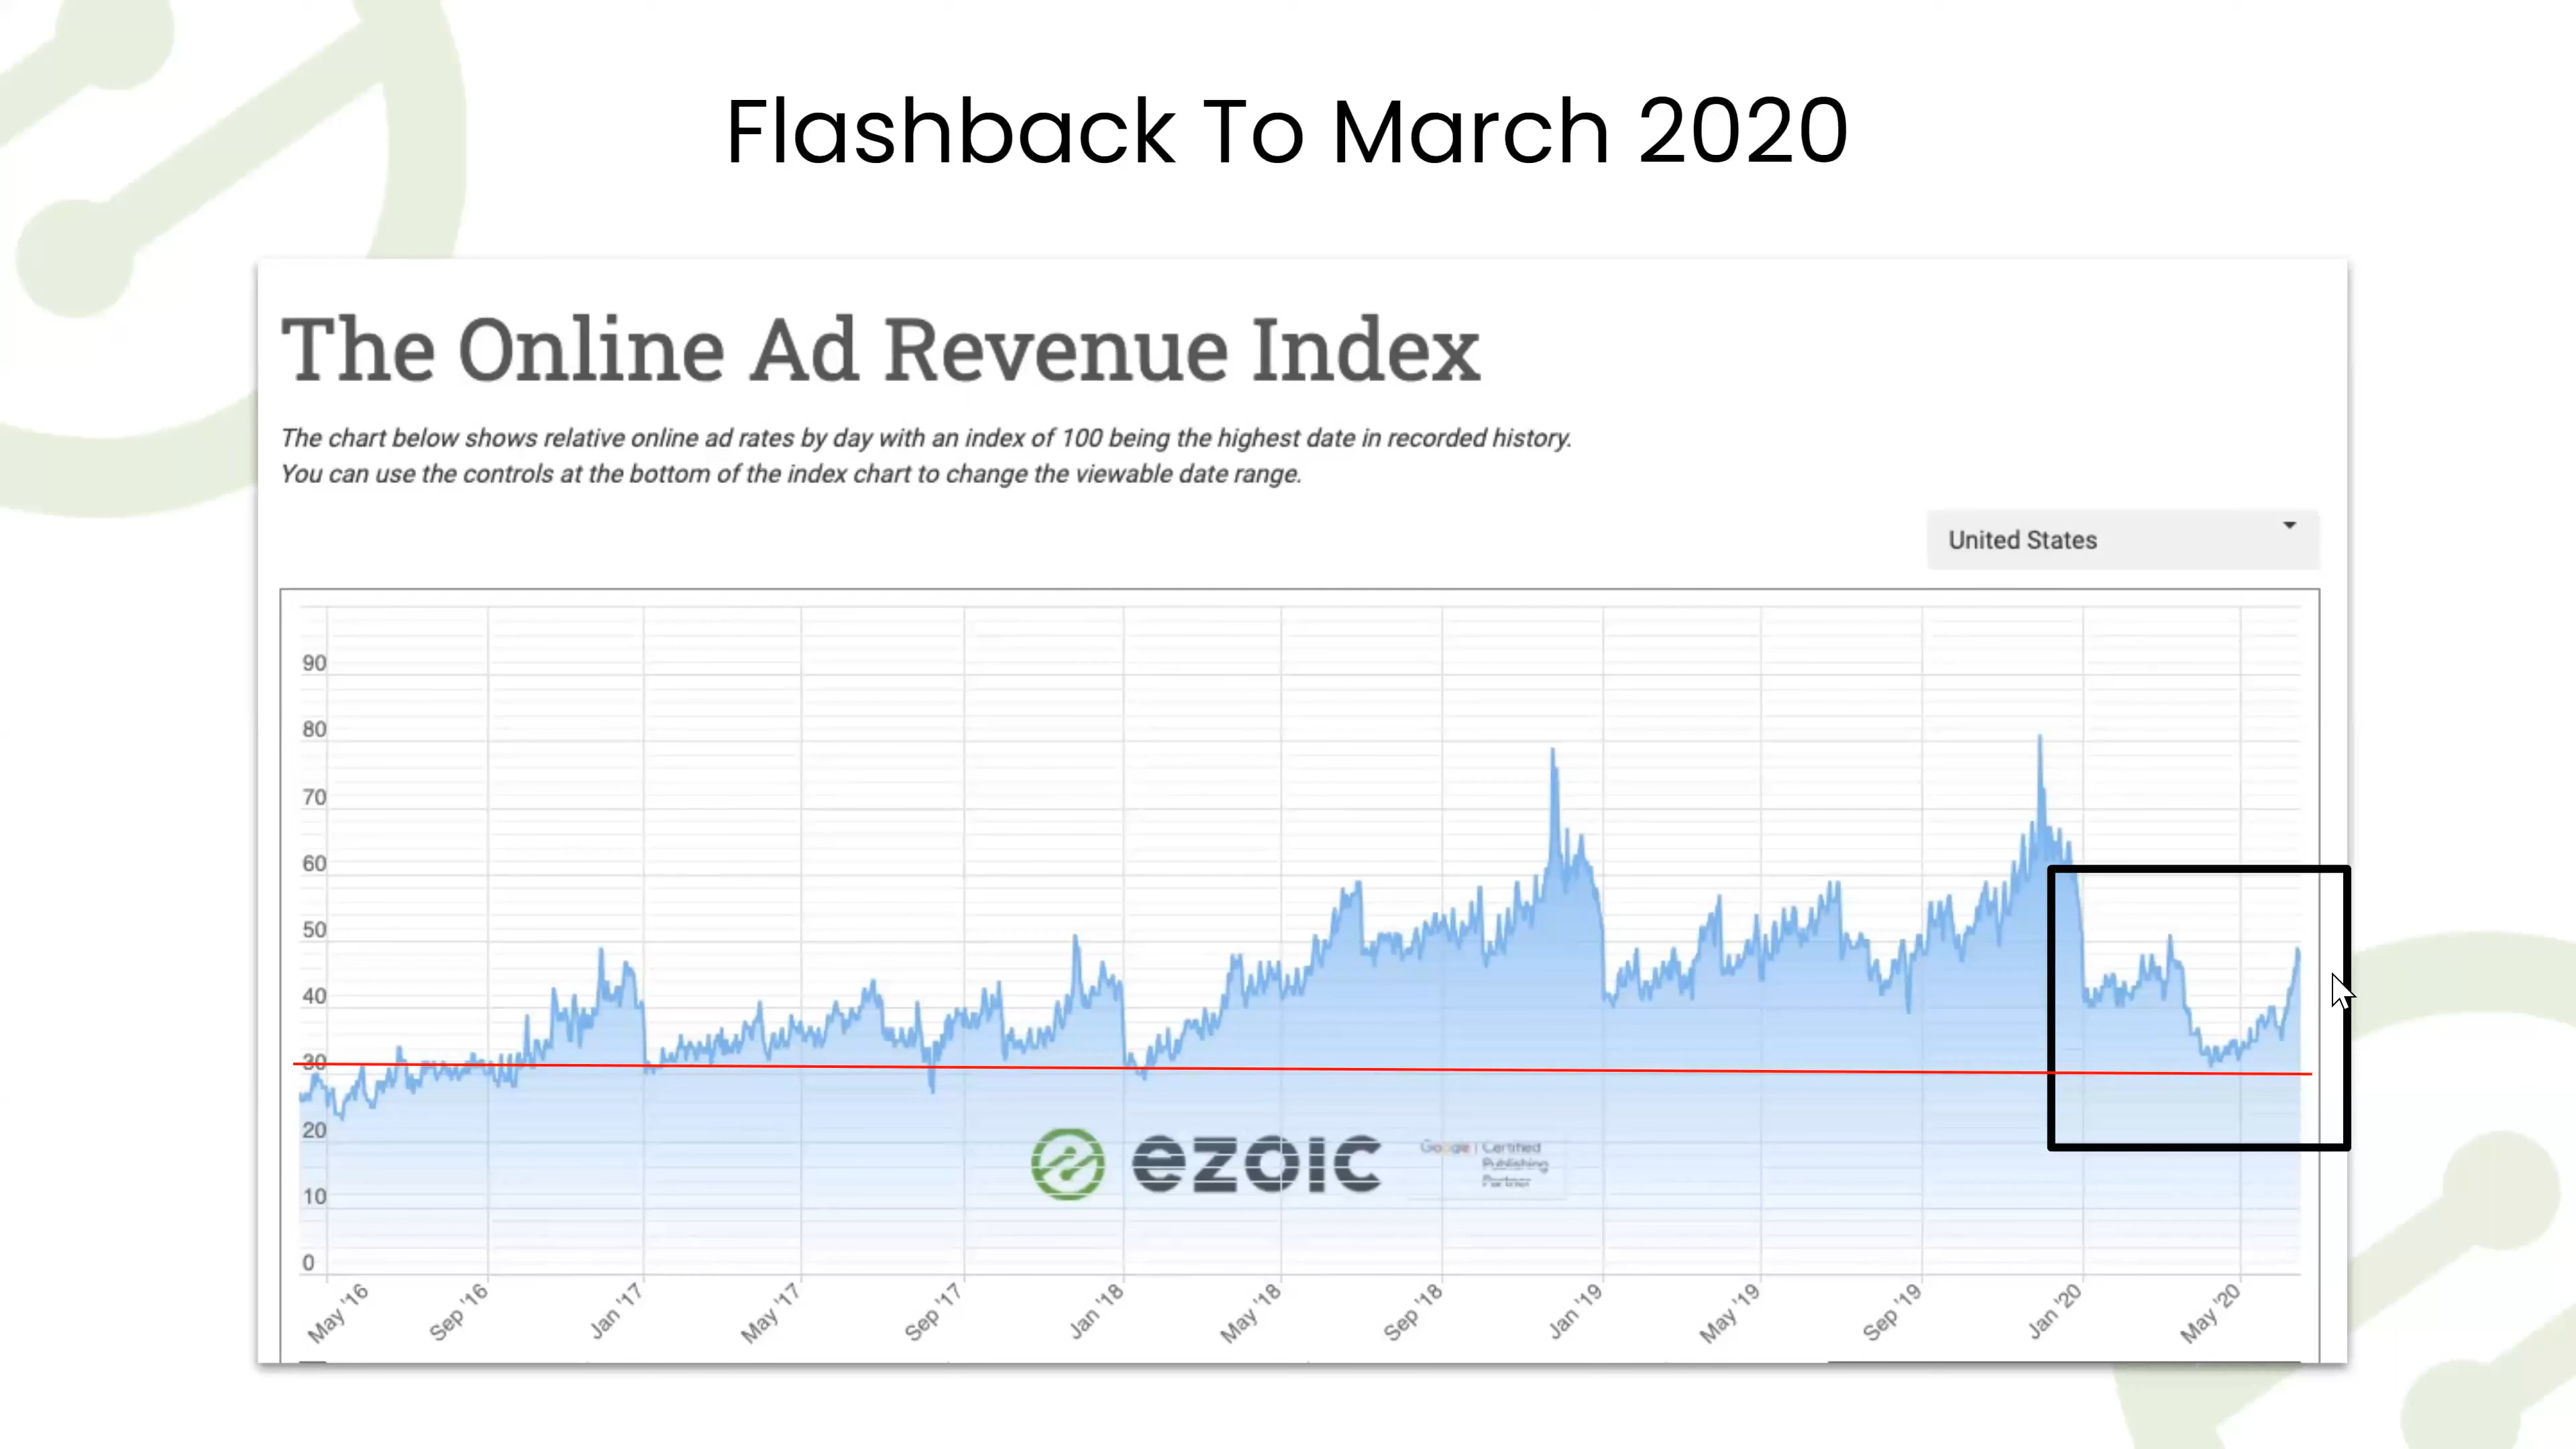 Flashback To March 2020
The Online Ad Revenue Index
The chart below shows relative online ad rates by day with an index of 100 being the highest date in recorded history.
You can use the controls at the bottom of the index chart to change the viewable date range.
United States
90
80
70
60
50
40
30
20
10
0
ezoic
Google | Certified
Publishing
Partner
May '16
Sep '16
Jan '17
May '17
Sep '17
Jan '18
May '18
Sep '18
Jan '19
May '19
Sep '19
Jan '20
May '20